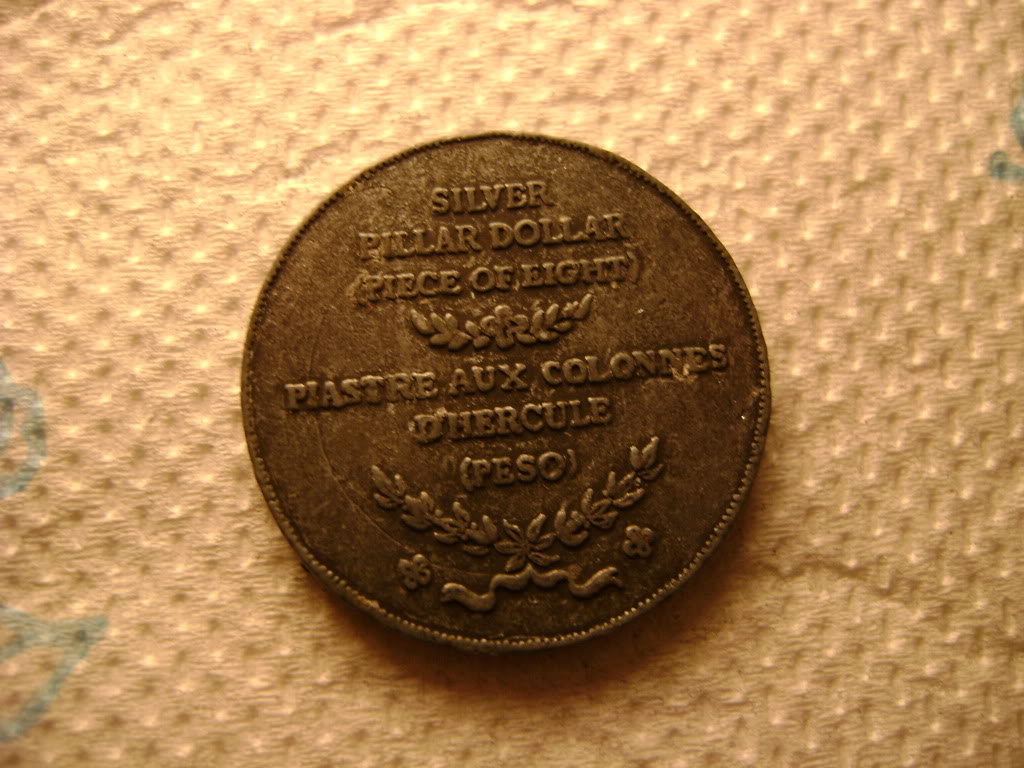 SILVER
PILLAR DOLLAR
(PIECE OF EIGHT)
PIASTRE AUX COLONNES
D'HERCULE
(PESO)